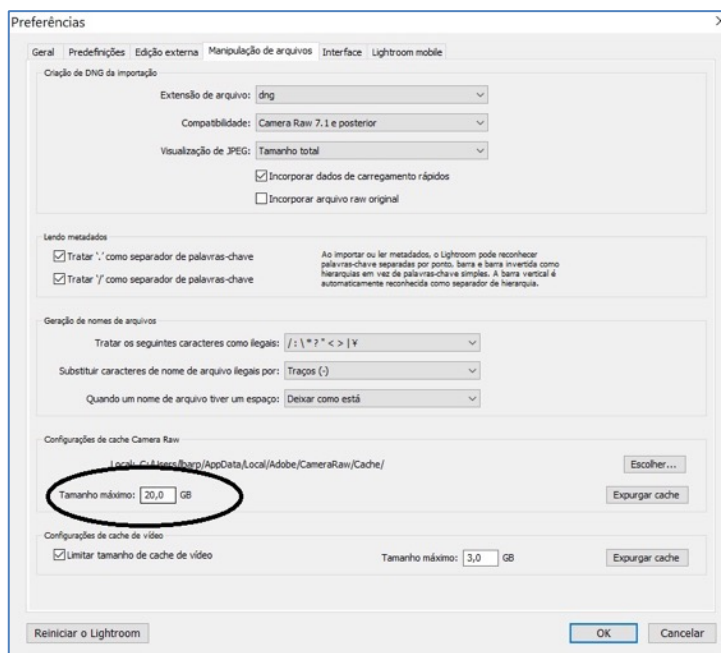 Preferências
Geral Predefinições Edição externa Manipulação de arquivos Interface Lightroom mobile
Criação de DNG da importação
Extensão de arquivo: dng
Compatibilidade: Camera Raw 7.1 e posterior
Visualização de JPEG: Tamanho total
Incorporar dados de carregamento rápidos
Incorporar arquivo raw original
Lendo metadados
Tratar '.' como separador de palavras-chave
Tratar '/' como separador de palavras-chave
Ao importar ou ler metadados, o Lightroom pode reconhecer
palavras-chave separadas por ponto, barra e barra invertida como
hierarquias em vez de palavras-chave simples. A barra vertical é
automaticamente reconhecida como separador de hierarquia.
Geração de nomes de arquivos
Tratar os seguintes caracteres como ilegais: / : \ * ? " < > | ¥
Substituir caracteres de nome de arquivo ilegais por: Traços (-)
Quando um nome de arquivo tiver um espaço: Deixar como está
Configurações de cache Camera Raw
Local: C:/Users/lharp/AppData/Local/Adobe/CameraRaw/Cache/ Escolher...
Tamanho máximo: 20,0 GB Expurgar cache
Configurações de cache de vídeo
Limitar tamanho de cache de vídeo Tamanho máximo: 3,0 GB Expurgar cache
Reiniciar o Lightroom OK Cancelar